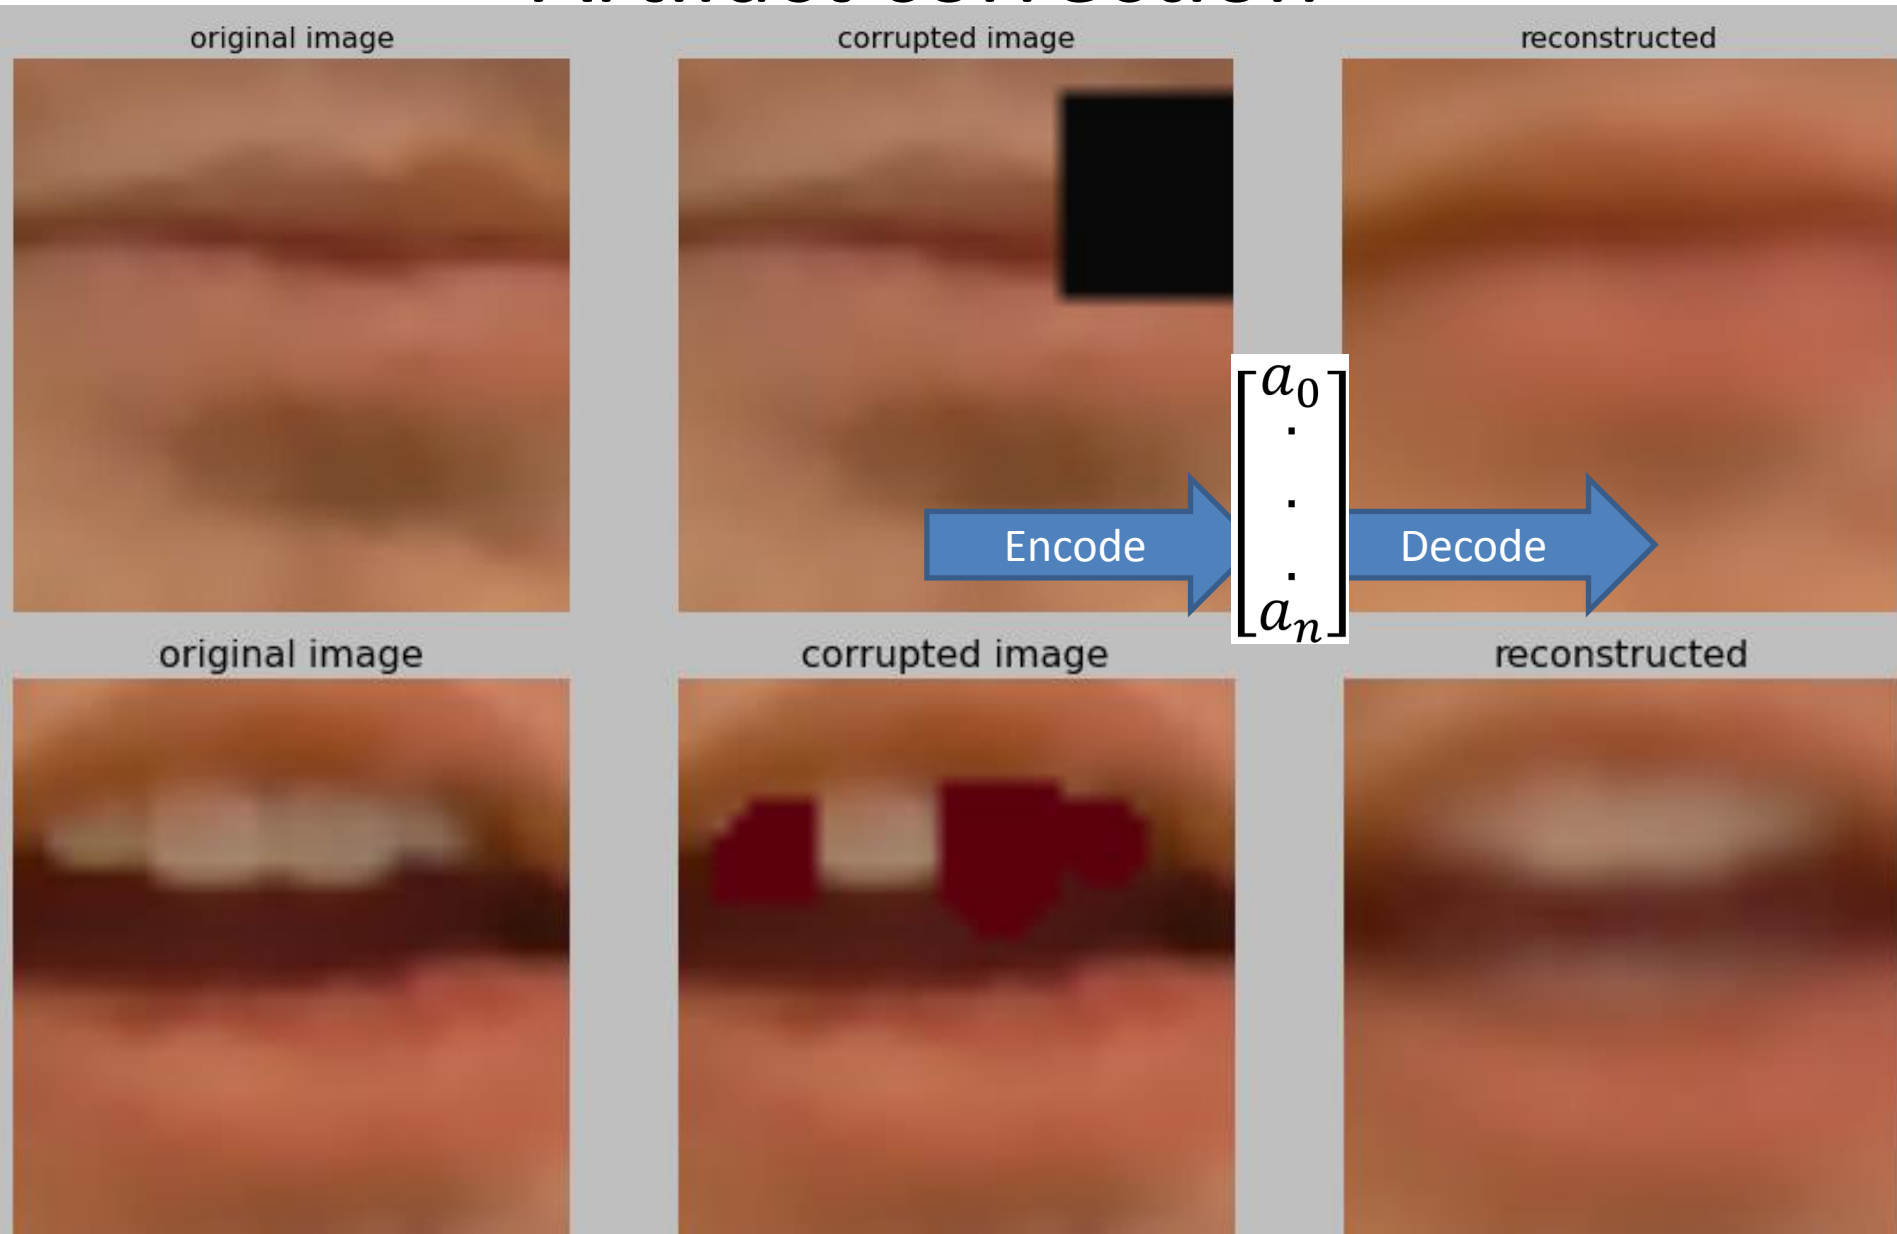 original image corrupted image reconstructed
a₀
.
.
.
aₙ
Encode Decode
original image corrupted image reconstructed